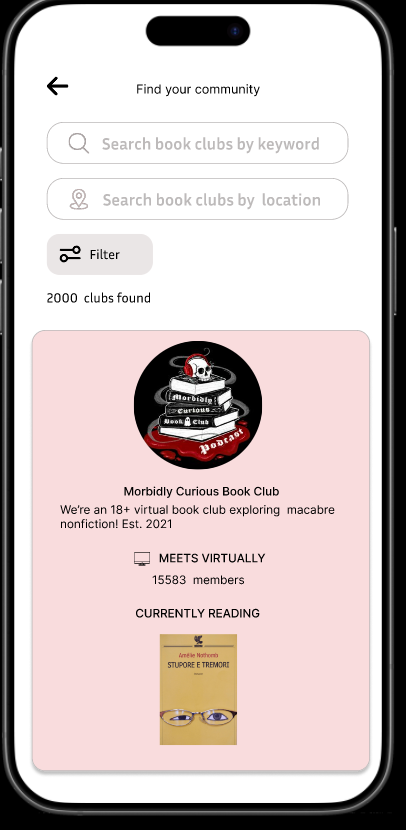 Find your community
Search book clubs by keyword
Search book clubs by location
Filter
2000 clubs found
Morbidly
Curious
Book Club
Podcast
Morbidly Curious Book Club
We're an 18+ virtual book club exploring macabre
nonfiction! Est. 2021
MEETS VIRTUALLY
15583 members
CURRENTLY READING
Amélie Nothomb
STUPORE E TREMORI